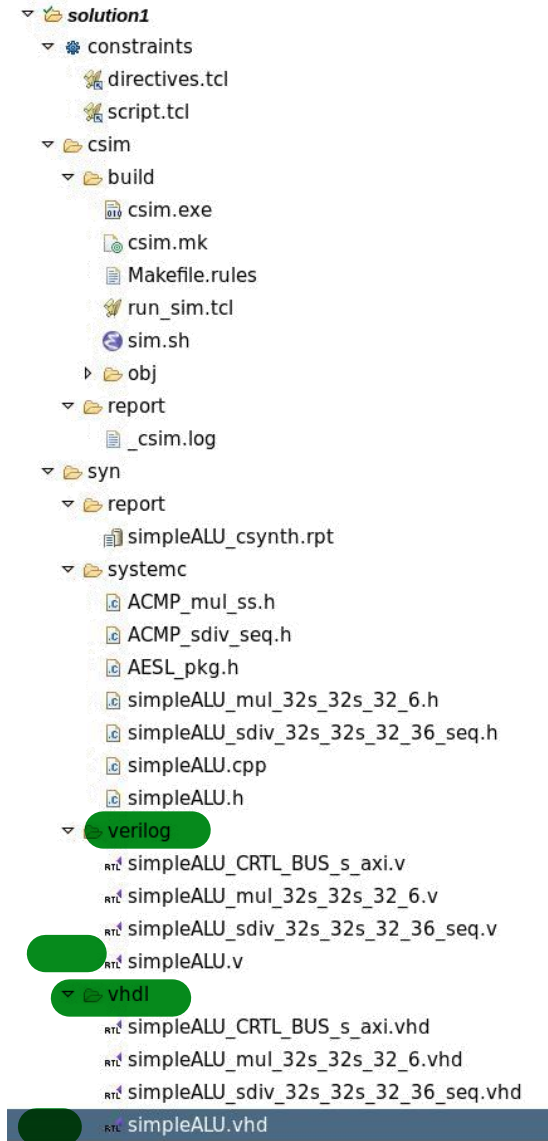 solution1
constraints
directives.tcl
script.tcl
csim
build
csim.exe
csim.mk
Makefile.rules
run_sim.tcl
sim.sh
obj
report
_csim.log
syn
report
simpleALU_csynth.rpt
systemc
ACMP_mul_ss.h
ACMP_sdiv_seq.h
AESL_pkg.h
simpleALU_mul_32s_32s_32_6.h
simpleALU_sdiv_32s_32s_32_36_seq.h
simpleALU.cpp
simpleALU.h
verilog
simpleALU_CRTL_BUS_s_axi.v
simpleALU_mul_32s_32s_32_6.v
simpleALU_sdiv_32s_32s_32_36_seq.v
simpleALU.v
vhdl
simpleALU_CRTL_BUS_s_axi.vhd
simpleALU_mul_32s_32s_32_6.vhd
simpleALU_sdiv_32s_32s_32_36_seq.vhd
simpleALU.vhd